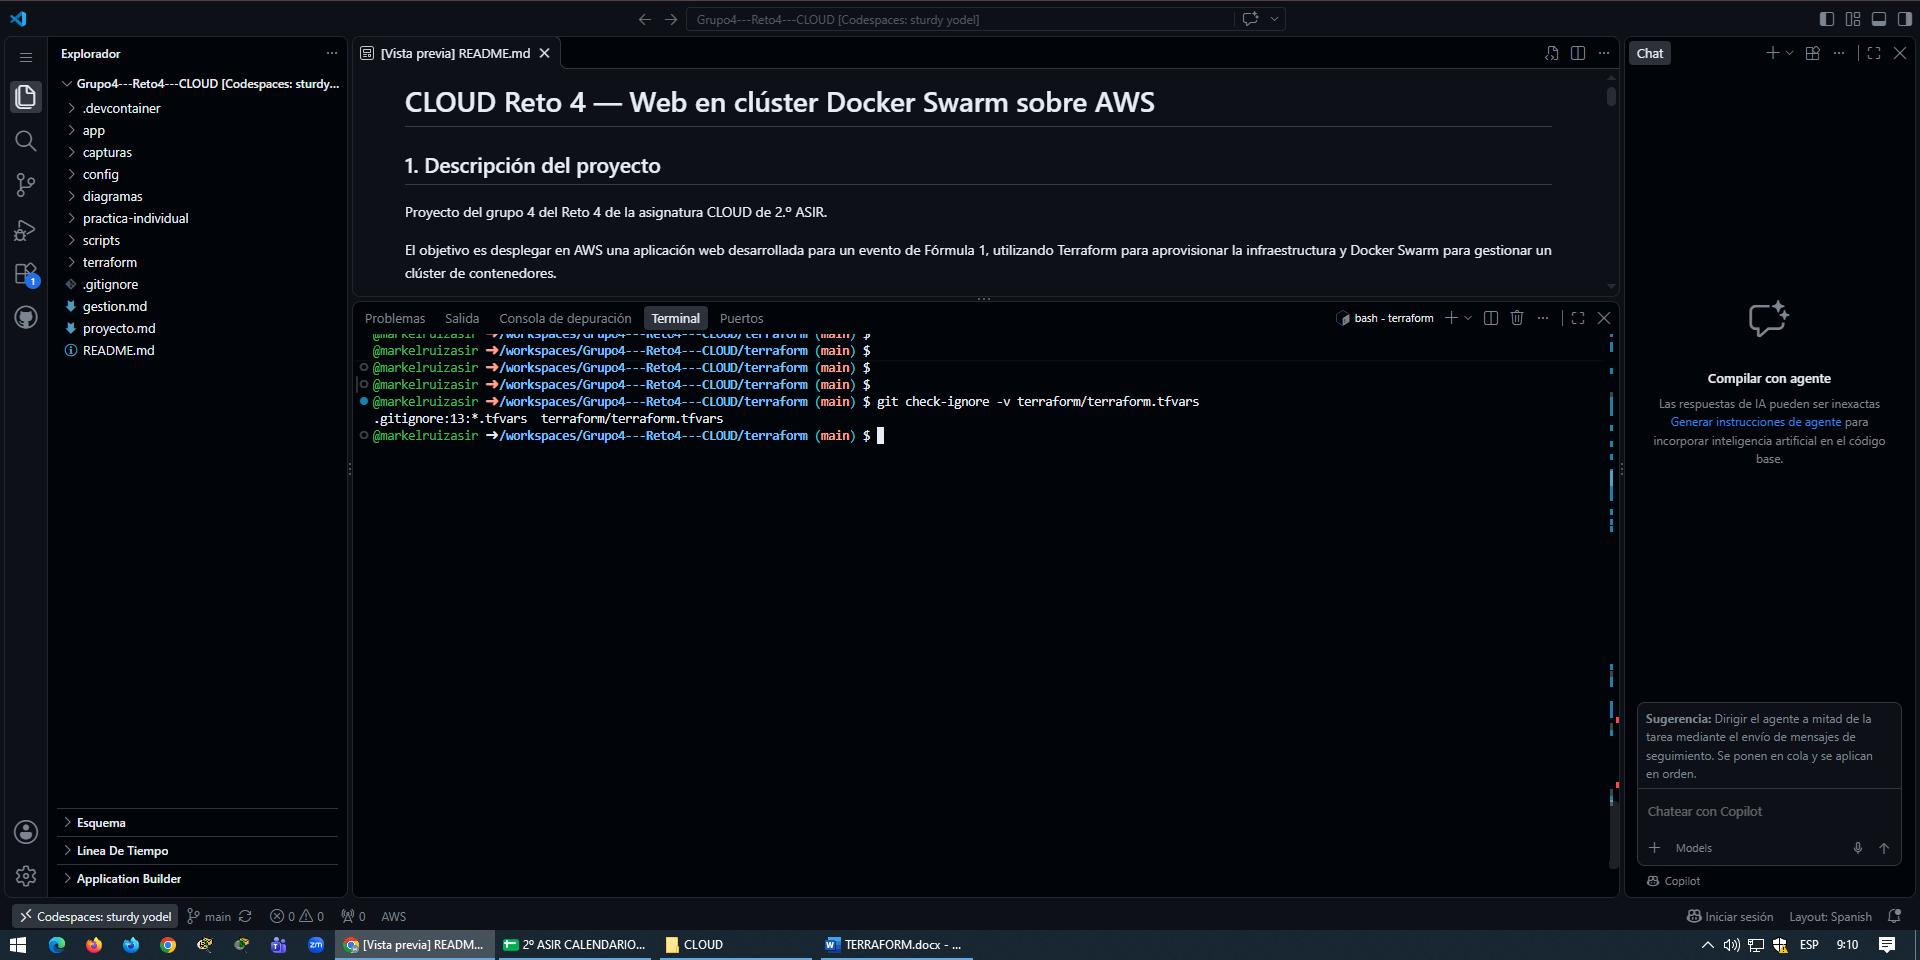 Grupo4---Reto4---CLOUD [Codespaces: sturdy yodel]
Explorador
Grupo4---Reto4---CLOUD [Codespaces: sturdy...
.devcontainer
app
capturas
config
diagramas
practica-individual
scripts
terraform
.gitignore
gestion.md
proyecto.md
README.md
1
Esquema
Línea De Tiempo
Application Builder
[Vista previa] README.md
CLOUD Reto 4 — Web en clúster Docker Swarm sobre AWS
1. Descripción del proyecto
Proyecto del grupo 4 del Reto 4 de la asignatura CLOUD de 2.º ASIR.
El objetivo es desplegar en AWS una aplicación web desarrollada para un evento de Fórmula 1, utilizando Terraform para aprovisionar la infraestructura y Docker Swarm para gestionar un
clúster de contenedores.
Problemas Salida Consola de depuración Terminal Puertos
bash - terraform
@markelruizasir ➜/workspaces/Grupo4---Reto4---CLOUD/terraform (main) $
@markelruizasir ➜/workspaces/Grupo4---Reto4---CLOUD/terraform (main) $
@markelruizasir ➜/workspaces/Grupo4---Reto4---CLOUD/terraform (main) $
@markelruizasir ➜/workspaces/Grupo4---Reto4---CLOUD/terraform (main) $
@markelruizasir ➜/workspaces/Grupo4---Reto4---CLOUD/terraform (main) $ git check-ignore -v terraform/terraform.tfvars
.gitignore:13:*.tfvars  terraform/terraform.tfvars
@markelruizasir ➜/workspaces/Grupo4---Reto4---CLOUD/terraform (main) $
Chat
Compilar con agente
Las respuestas de IA pueden ser inexactas
Generar instrucciones de agente para
incorporar inteligencia artificial en el código
base.
Sugerencia: Dirigir el agente a mitad de la
tarea mediante el envío de mensajes de
seguimiento. Se ponen en cola y se aplican
en orden.
Chatear con Copilot
Models
Copilot
Codespaces: sturdy yodel main 0 0 0 AWS
Iniciar sesión Layout: Spanish
[Vista previa] READM...
2º ASIR CALENDARIO...
CLOUD
TERRAFORM.docx - ...
ESP 9:10